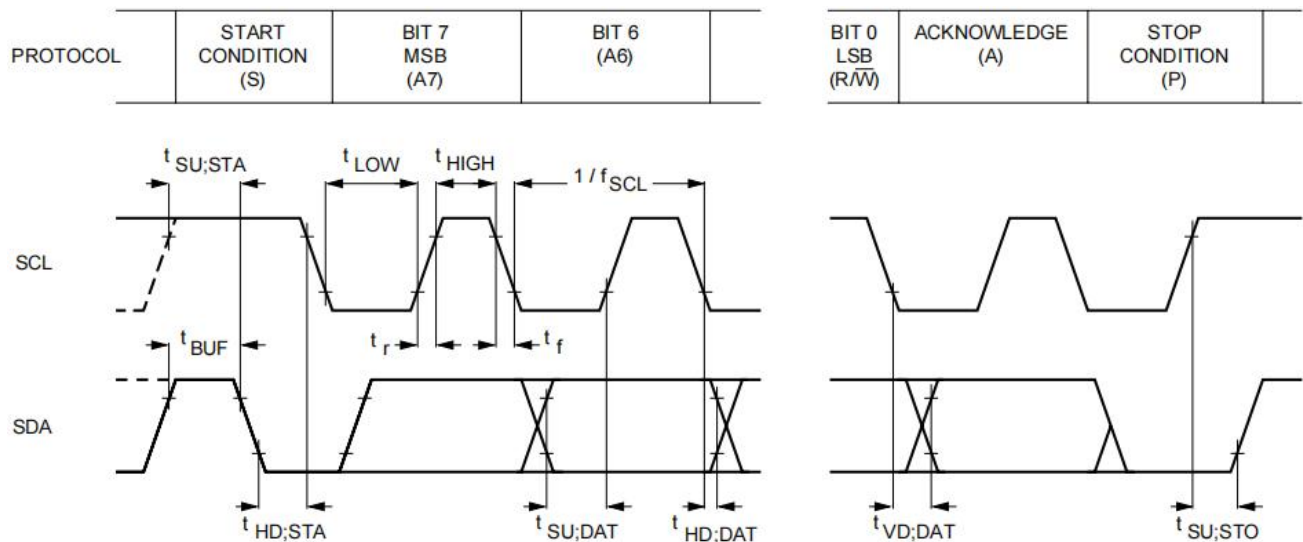 PROTOCOL
START
CONDITION
(S)
BIT 7
MSB
(A7)
BIT 6
(A6)
BIT 0
LSB
(R/W̅)
ACKNOWLEDGE
(A)
STOP
CONDITION
(P)
t SU;STA
t LOW
t HIGH
1 / f SCL
SCL
t BUF
t r
t f
SDA
t HD;STA
t SU;DAT
t HD;DAT
t VD;DAT
t SU;STO